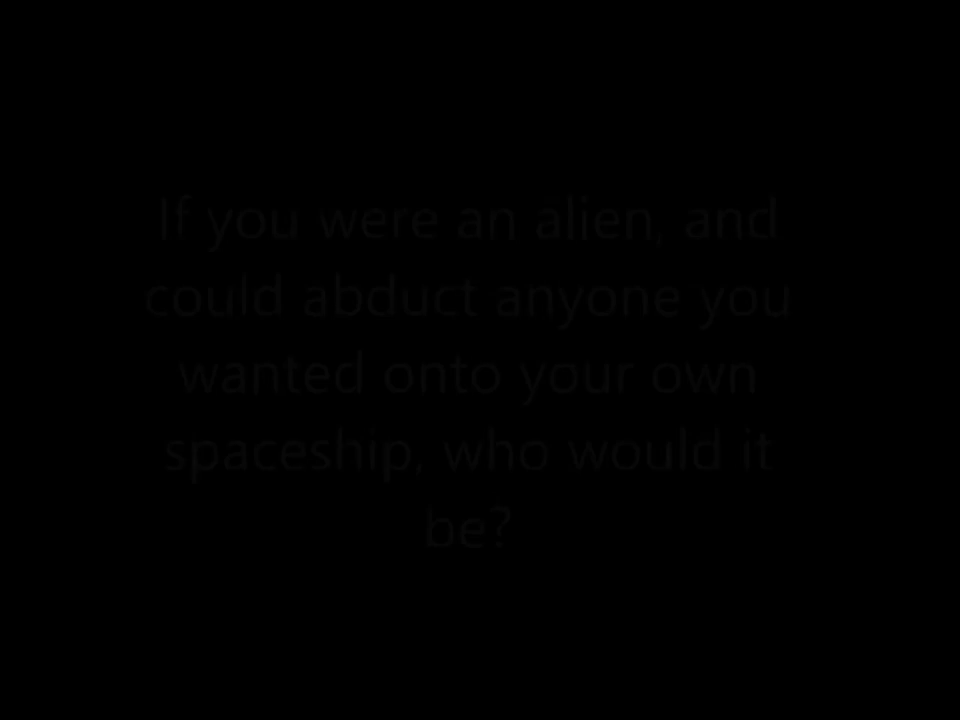 If you were an alien, and
could abduct anyone you
wanted onto your own
spaceship, who would it
be?